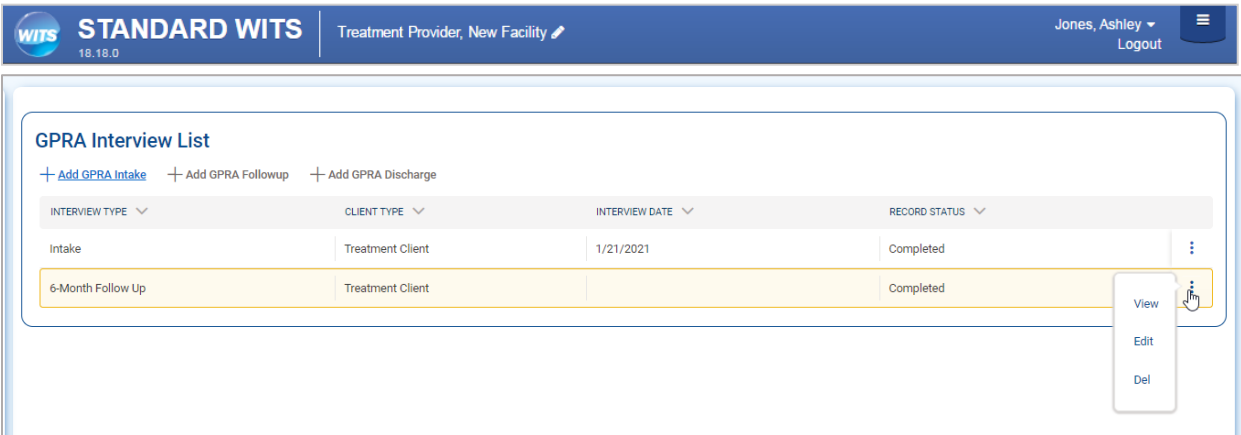 WITS STANDARD WITS Treatment Provider, New Facility Jones, Ashley
18.18.0 Logout
GPRA Interview List
Add GPRA Intake Add GPRA Followup Add GPRA Discharge
INTERVIEW TYPE CLIENT TYPE INTERVIEW DATE RECORD STATUS
Intake Treatment Client 1/21/2021 Completed
6-Month Follow Up Treatment Client Completed
View
Edit
Del